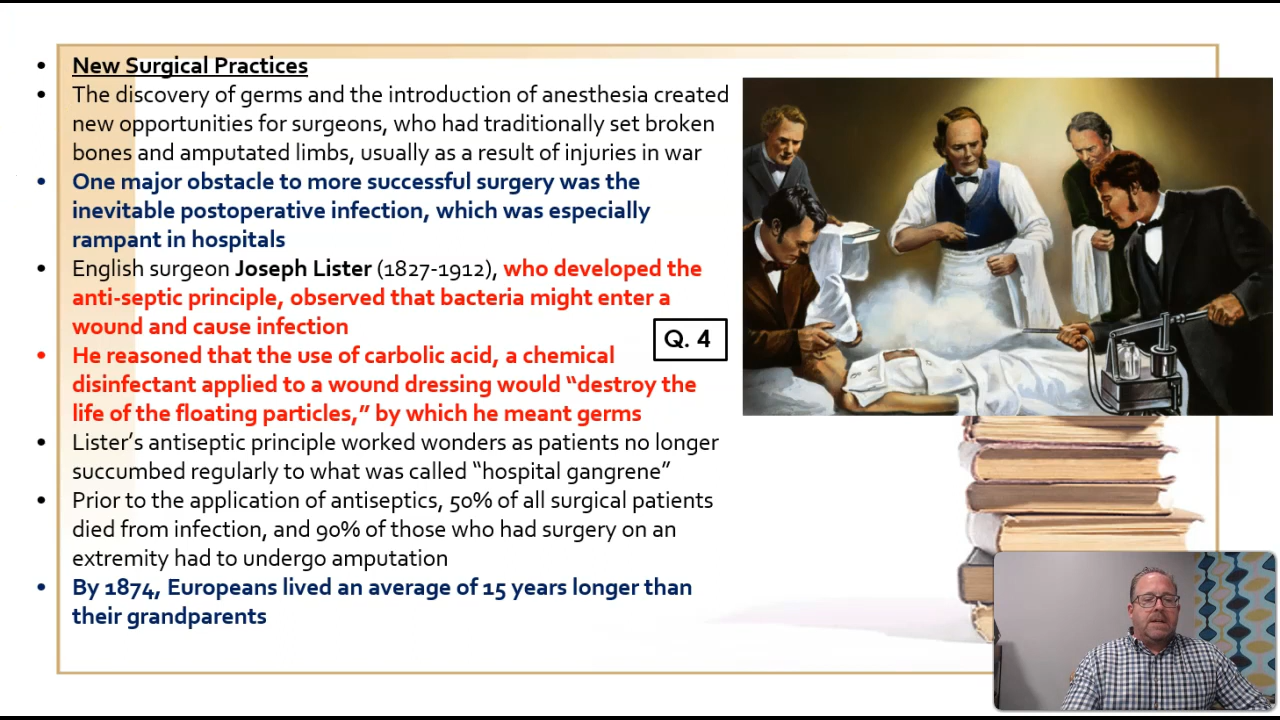 New Surgical Practices
The discovery of germs and the introduction of anesthesia created
new opportunities for surgeons, who had traditionally set broken
bones and amputated limbs, usually as a result of injuries in war
One major obstacle to more successful surgery was the
inevitable postoperative infection, which was especially
rampant in hospitals
English surgeon Joseph Lister (1827-1912), who developed the
anti-septic principle, observed that bacteria might enter a
wound and cause infection
He reasoned that the use of carbolic acid, a chemical
disinfectant applied to a wound dressing would “destroy the
life of the floating particles,” by which he meant germs
Q. 4
Lister’s antiseptic principle worked wonders as patients no longer
succumbed regularly to what was called “hospital gangrene”
Prior to the application of antiseptics, 50% of all surgical patients
died from infection, and 90% of those who had surgery on an
extremity had to undergo amputation
By 1874, Europeans lived an average of 15 years longer than
their grandparents